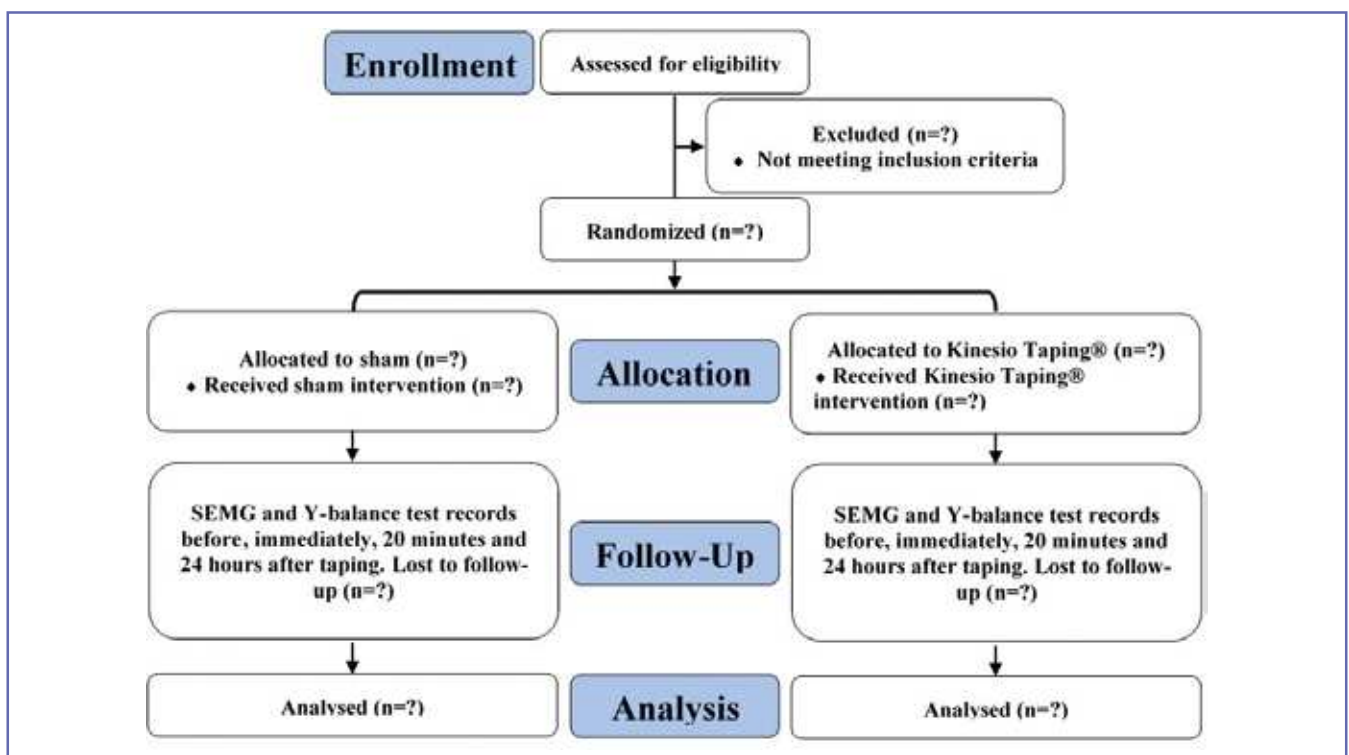 Enrollment
Assessed for eligibility
Excluded (n=?)
♦ Not meeting inclusion criteria
Randomized (n=?)
Allocated to sham (n=?)
♦ Received sham intervention (n=?)
Allocation
Allocated to Kinesio Taping® (n=?)
♦ Received Kinesio Taping®
intervention (n=?)
SEMG and Y-balance test records
before, immediately, 20 minutes and
24 hours after taping. Lost to follow-
up (n=?)
Follow-Up
SEMG and Y-balance test records
before, immediately, 20 minutes and
24 hours after taping. Lost to follow-
up (n=?)
Analysed (n=?)
Analysis
Analysed (n=?)